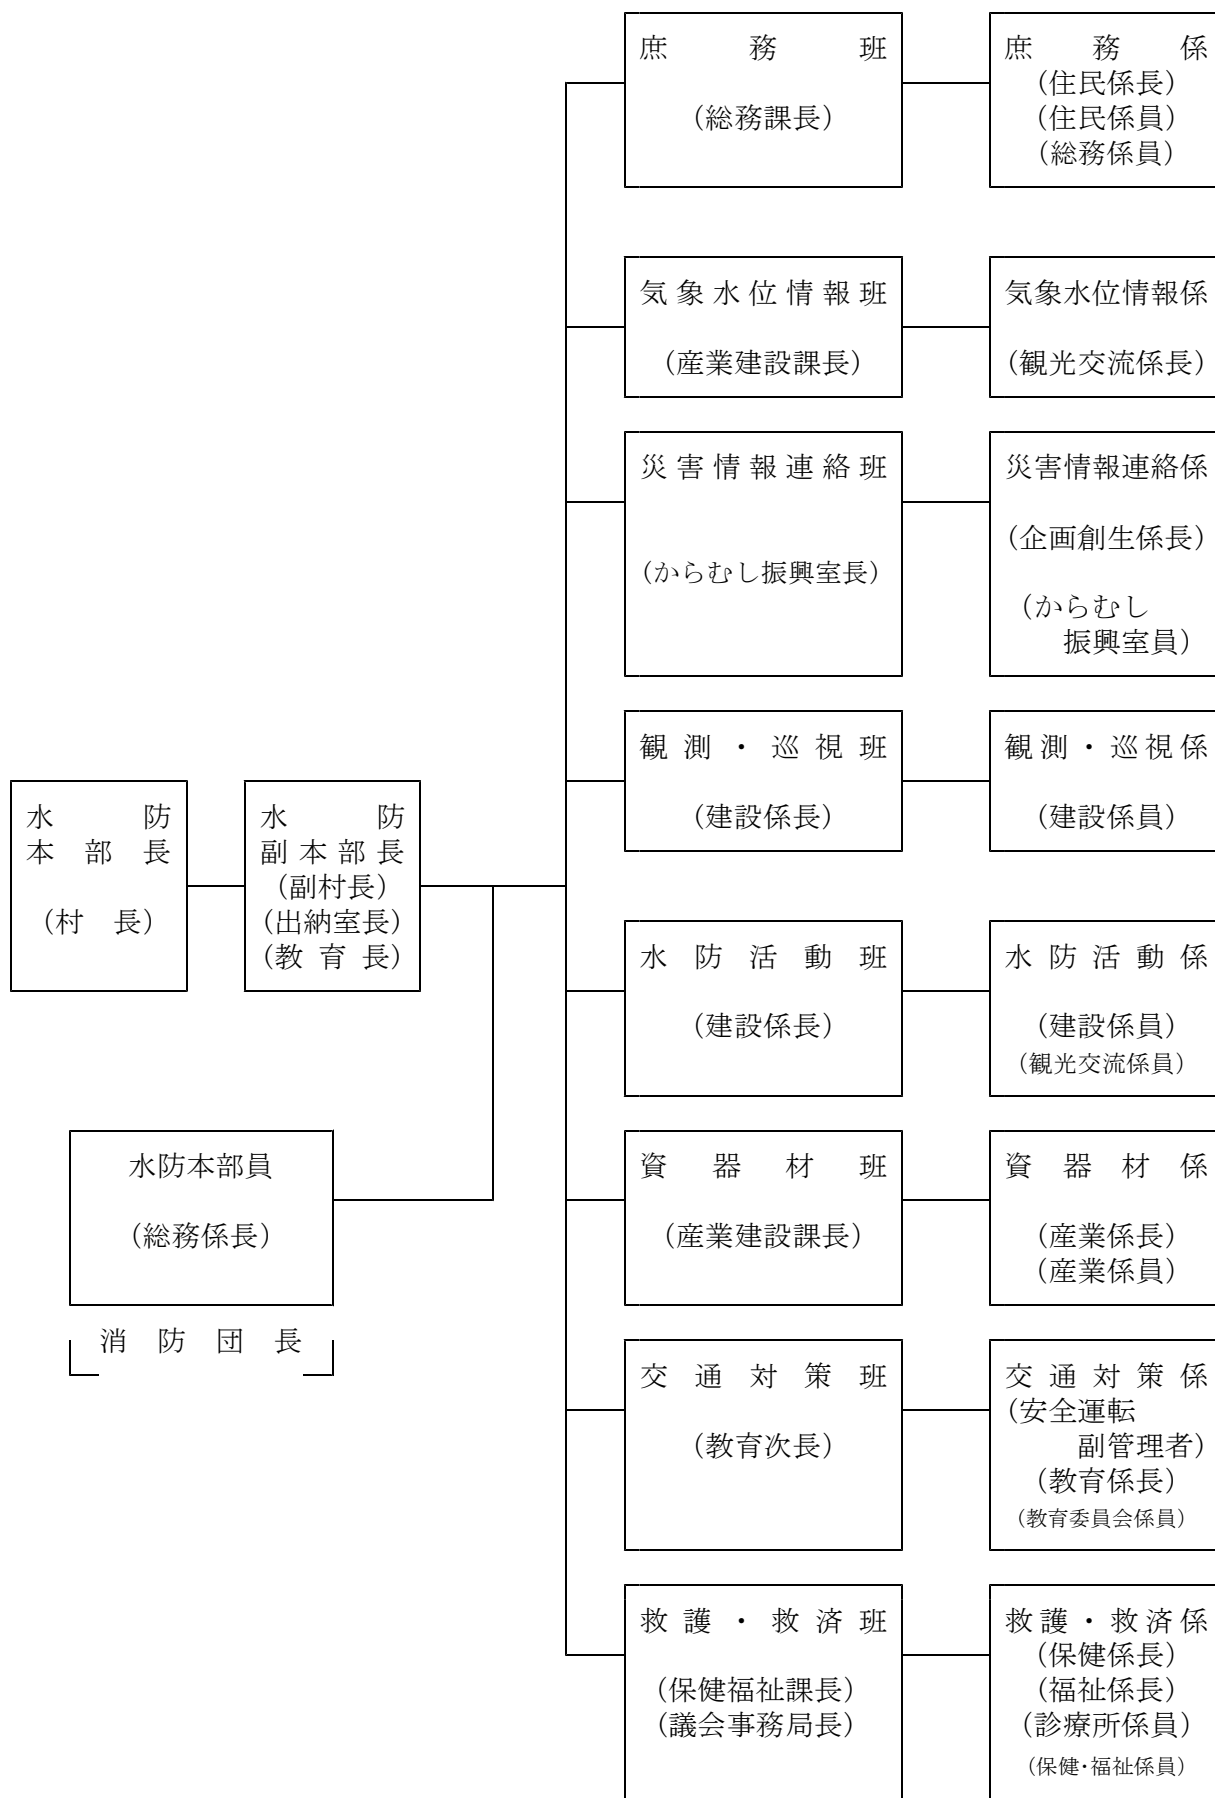 水防
本部長
（村　長）
水防
副本部長
（副村長）
（出納室長）
（教育長）
水防本部員
（総務係長）
消防団長
庶務班
（総務課長）
庶務係
（住民係長）
（住民係員）
（総務係員）
気象水位情報班
（産業建設課長）
気象水位情報係
（観光交流係長）
災害情報連絡班
（からむし振興室長）
災害情報連絡係
（企画創生係長）
（からむし
振興室員）
観測・巡視班
（建設係長）
観測・巡視係
（建設係員）
水防活動班
（建設係長）
水防活動係
（建設係員）
（観光交流係員）
資器材班
（産業建設課長）
資器材係
（産業係長）
（産業係員）
交通対策班
（教育次長）
交通対策係
（安全運転
副管理者）
（教育係長）
（教育委員会係員）
救護・救済班
（保健福祉課長）
（議会事務局長）
救護・救済係
（保健係長）
（福祉係長）
（診療所係員）
（保健・福祉係員）